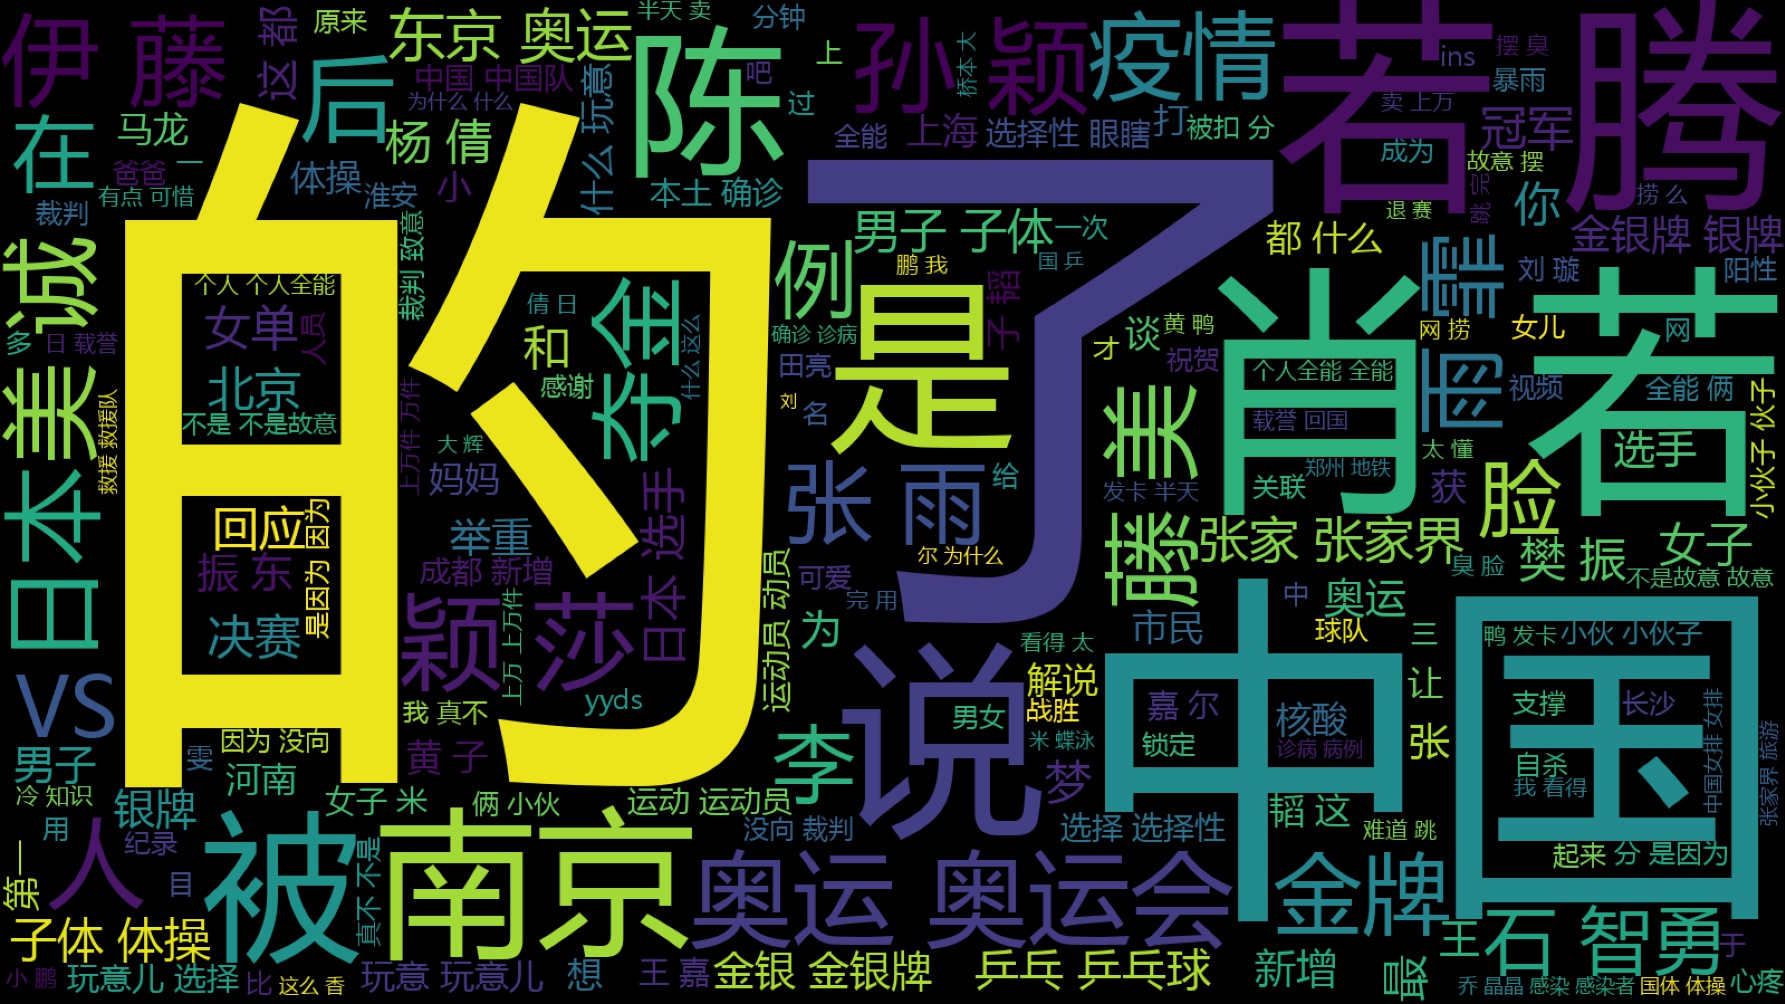 伊 藤
这 都
原来
东京 奥运
半天 卖
分钟
陈
上
孙 颖
桥本 大
疫情
若
ins
摆 臭
腾
后
中国 中国队
吧
暴雨
在
马龙
为什么 什么
什么 玩意
过
卖 上万
冠军
爸爸
一
体操
杨 倩
全能
上海
选择性 眼瞎
打
被扣 分
成为
故意 摆
有点 可惜
淮安
小
本土 确诊
跳 完
你
捞 么
裁判
的
了
退 赛
金银牌 银牌
美诚
裁判 致意
男子 子体
一次
都 什么
霏
刘 璇
阳性
个人 个人全能
例
鹏 我
国 乒
是
子 韬
肖
若
女单
人员
倩 日
和
夺金
什么 这么
确诊 诊病
才
谈
黄 鸭
网 捞
女儿
网
多
日 载誉
北京
感谢
田亮
祝贺
个人全能 全能
雨
视频
全能 俩
救援 救援队
不是 不是故意
上万件 万件
刘
名
美
载誉 回国
小伙子 伙子
大 辉
太 懂
选手
日本
妈妈
张 雨
给
郑州 地铁
获
脸
回应
是因为 因为
举重
日本 选手
发卡 半天
关联
藤
张家 张家界
女子
振 东
成都 新增
尔 为什么
可爱
臭 脸
樊 振
不是故意 故意
决赛
颖 莎
上万 上万件
运动员 动员
完 用
中
奥运
为
市民
球队
三
鸭 发卡
小伙 小伙子
VS
看得 太
说
中国
解说
让
我 真不
yyds
男女
战胜
嘉 尔
核酸
支撑
长沙
中国女排 女排
张家界 旅游
雯
因为 没向
黄 子
李
米 蝶泳
锁定
诊病 病例
张
自杀
男子
河南
梦
我 看得
冷 知识
银牌
女子 米
俩 小伙
运动 运动员
韬 这
用
人
纪录
被
南京
没向 裁判
选择 选择性
难道 跳
第一
目
真不 不是
奥运 奥运会
金牌
起来
分 是因为
子体 体操
王
石 智勇
于
小 鹏
玩意儿 选择
比
这么 香
玩意 玩意儿
想
王 嘉
金银 金银牌
乒乓 乒乓球
新增
最
乔 晶晶
感染 感染者
国体 体操
心疼